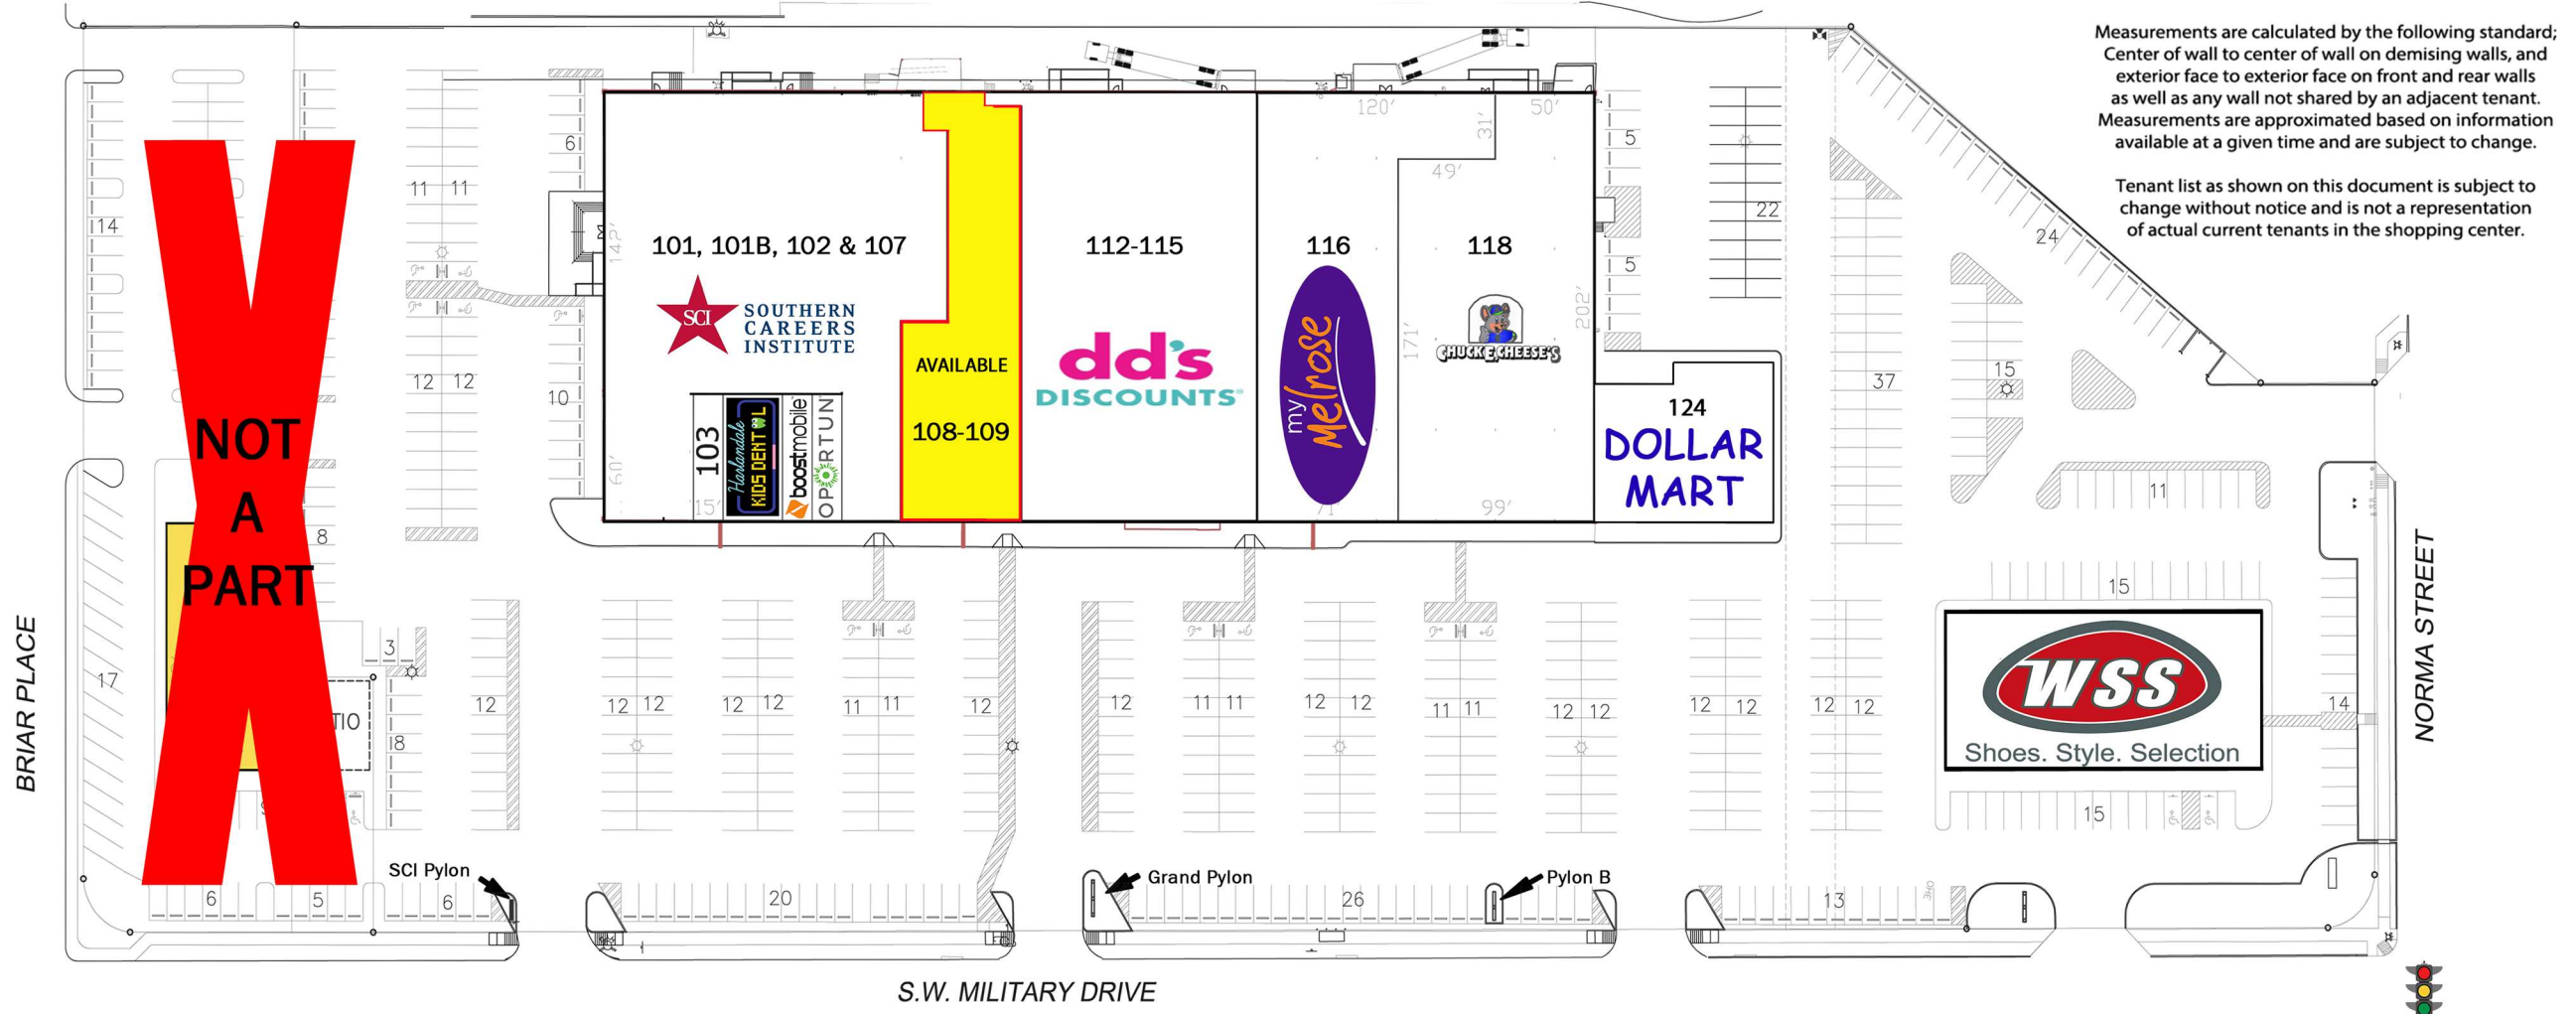 Measurements are calculated by the following standard;
Center of wall to center of wall on demising walls, and
exterior face to exterior face on front and rear walls
as well as any wall not shared by an adjacent tenant.
Measurements are approximated based on information
available at a given time and are subject to change.
Tenant list as shown on this document is subject to
change without notice and is not a representation
of actual current tenants in the shopping center.
120'
50'
31'
49'
6
5
11 11
14
22
24
142'
101, 101B, 102 & 107
112-115
116
118
5
202'
171'
SCI
SOUTHERN
CAREERS
INSTITUTE
AVAILABLE
108-109
dd's
DISCOUNTS
my
Melrose
CHUCK E. CHEESE'S
15
37
12 12
10
124
DOLLAR
MART
103
Harlandale
KIDS DENTAL
boostmobile
OPORTUN
60'
15'
71'
99'
11
NOT
A
PART
8
15
3
17
TIO
8
12
12 12
12 12
11 11
12
12
11 11
12 12
11 11
12 12
12 12
12 12
14
WSS
Shoes. Style. Selection
15
BRIAR PLACE
NORMA STREET
SCI Pylon
Grand Pylon
Pylon B
6
5
6
20
26
13
OHE
S.W. MILITARY DRIVE